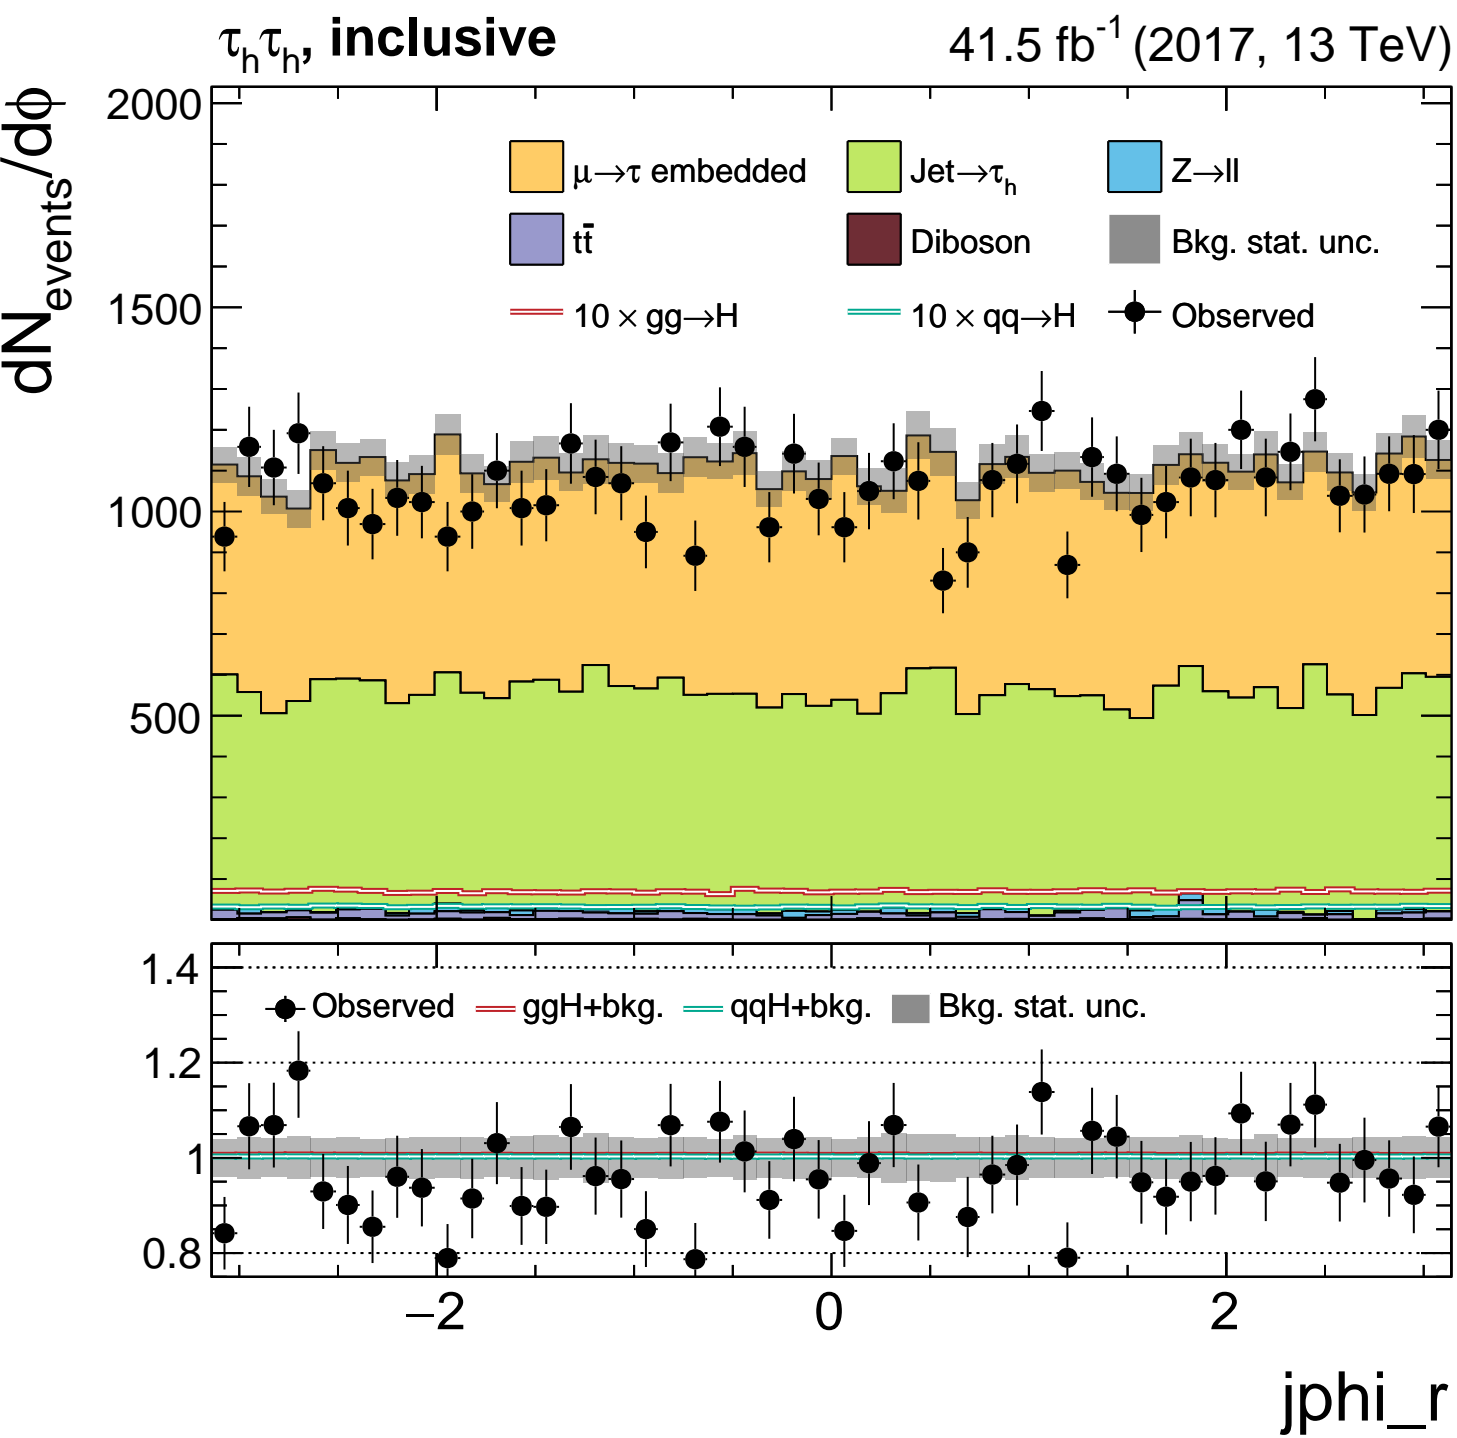 τhτh, inclusive 41.5 fb-1 (2017, 13 TeV)
dNevents/dϕ
2000
1500
1000
500
μ→τ embedded Jet→τh Z→ll
tt̄ Diboson Bkg. stat. unc.
10 × gg→H 10 × qq→H Observed
1.4
1.2
1
0.8
Observed ggH+bkg. qqH+bkg. Bkg. stat. unc.
−2 0 2
jphi_r